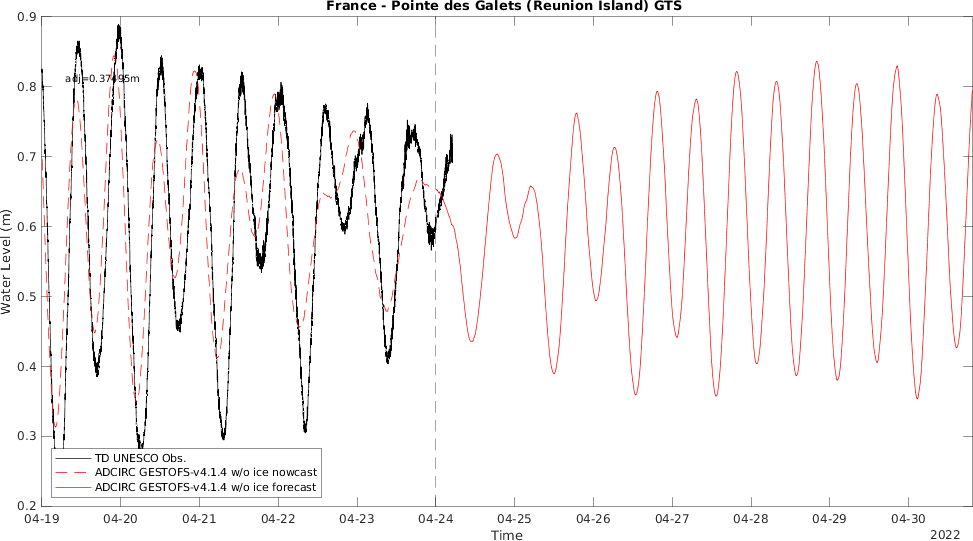 France - Pointe des Galets (Reunion Island) GTS
0.9
0.8
0.7
0.6
0.5
0.4
0.3
0.2
Water Level (m)
adj=0.37495m
TD UNESCO Obs.
ADCIRC GESTOFS-v4.1.4 w/o ice nowcast
ADCIRC GESTOFS-v4.1.4 w/o ice forecast
04-19 04-20 04-21 04-22 04-23 04-24 04-25 04-26 04-27 04-28 04-29 04-30
Time
2022